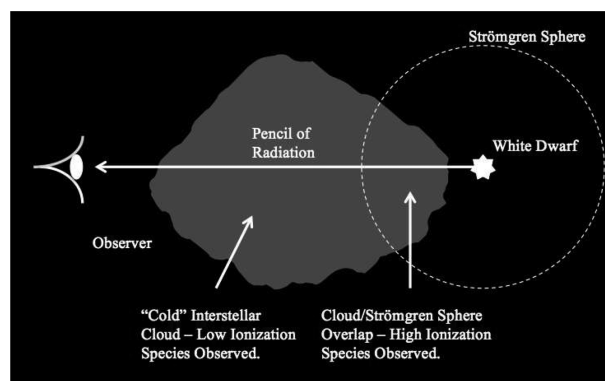 Strömgren Sphere
Pencil of
Radiation
White Dwarf
Observer
“Cold” Interstellar
Cloud – Low Ionization
Species Observed.
Cloud/Strömgren Sphere
Overlap – High Ionization
Species Observed.